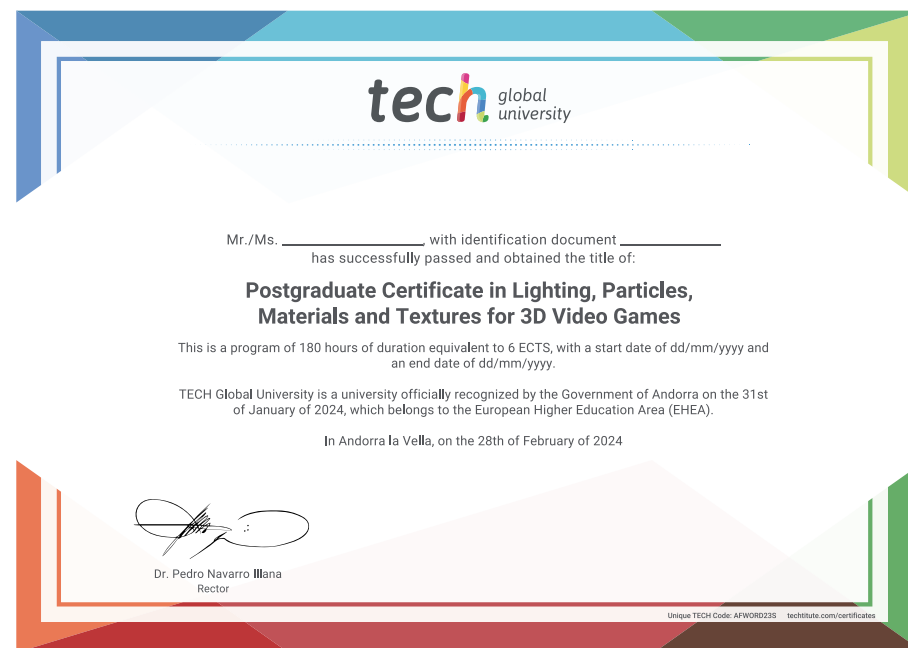 tech global university
Mr./Ms. ____________________, with identification document ______________
has successfully passed and obtained the title of:
Postgraduate Certificate in Lighting, Particles,
Materials and Textures for 3D Video Games
This is a program of 180 hours of duration equivalent to 6 ECTS, with a start date of dd/mm/yyyy and
an end date of dd/mm/yyyy.
TECH Global University is a university officially recognized by the Government of Andorra on the 31st
of January of 2024, which belongs to the European Higher Education Area (EHEA).
In Andorra la Vella, on the 28th of February of 2024
Dr. Pedro Navarro Illana
Rector
Unique TECH Code: AFWORD23S techtitute.com/certificates